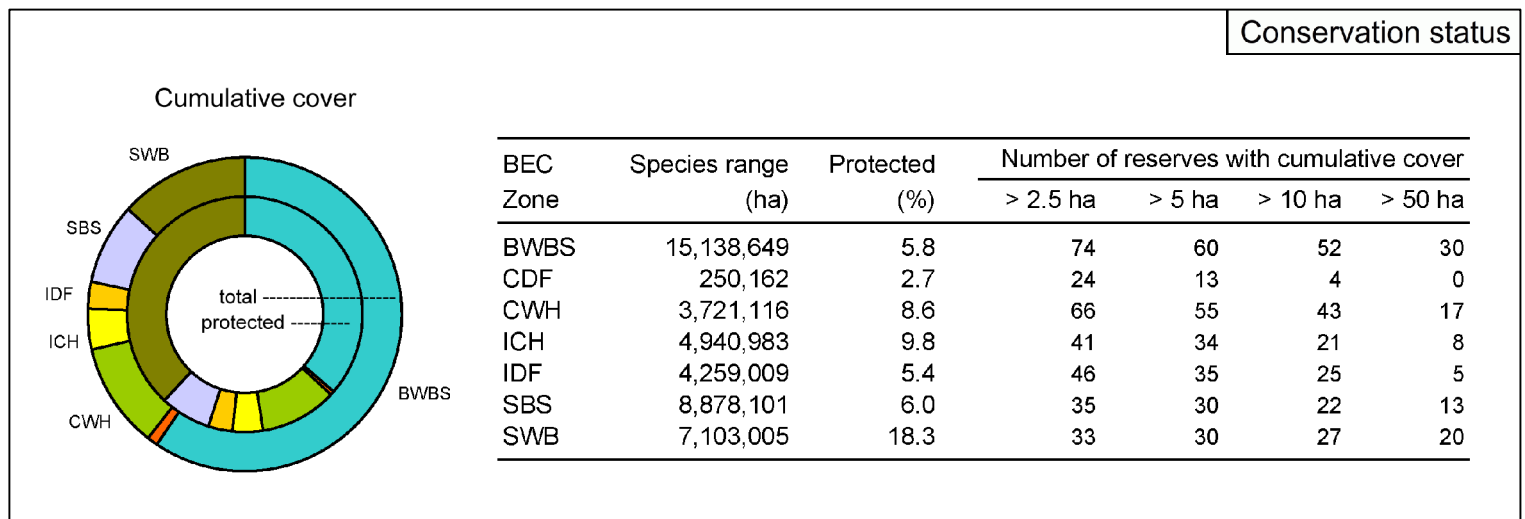 Conservation status
Cumulative cover
SWB
SBS
IDF
ICH
CWH
BWBS
total
protected
BEC Zone Species range (ha) Protected (%) Number of reserves with cumulative cover
> 2.5 ha > 5 ha > 10 ha > 50 ha
BWBS 15,138,649 5.8 74 60 52 30
CDF 250,162 2.7 24 13 4 0
CWH 3,721,116 8.6 66 55 43 17
ICH 4,940,983 9.8 41 34 21 8
IDF 4,259,009 5.4 46 35 25 5
SBS 8,878,101 6.0 35 30 22 13
SWB 7,103,005 18.3 33 30 27 20